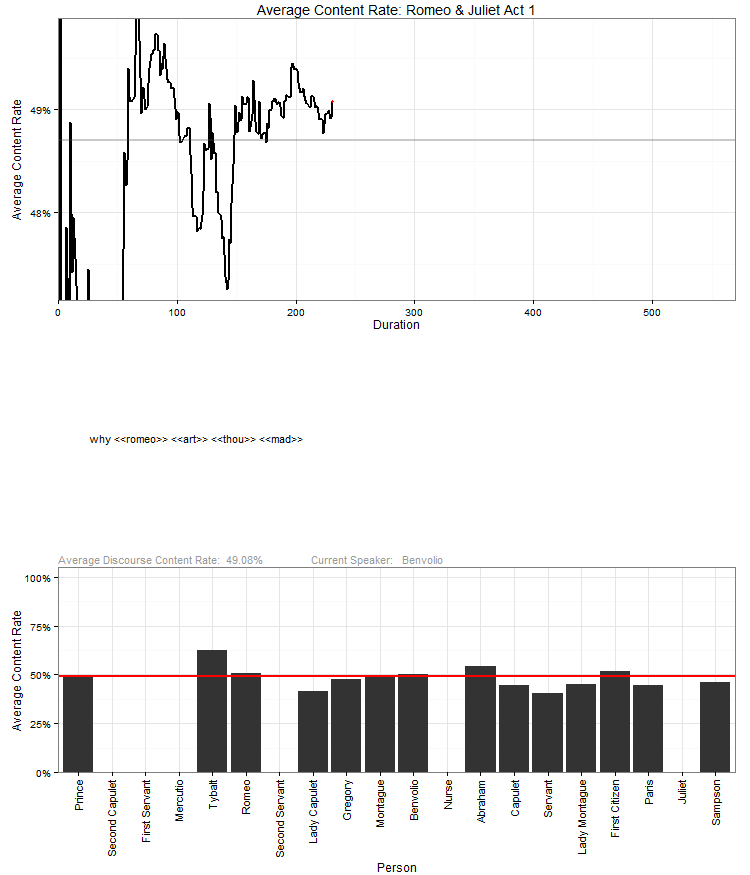 Average Content Rate: Romeo & Juliet Act 1
Average Content Rate
49%
48%
0 100 200 300 400 500
Duration
why <<romeo>> <<art>> <<thou>> <<mad>>
Average Discourse Content Rate: 49.08% Current Speaker: Benvolio
Average Content Rate
100%
75%
50%
25%
0%
Prince
Second Capulet
First Servant
Mercutio
Tybalt
Romeo
Second Servant
Lady Capulet
Gregory
Montague
Benvolio
Nurse
Abraham
Capulet
Servant
Lady Montague
First Citizen
Paris
Juliet
Sampson
Person